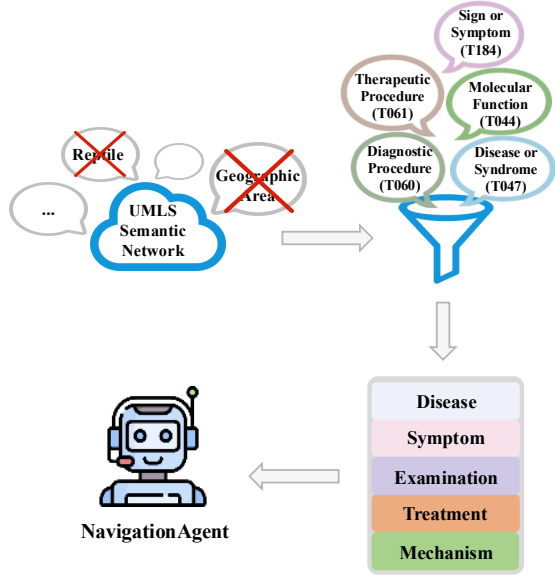 Sign or
Symptom
(T184)
Therapeutic
Procedure
(T061)
Molecular
Function
(T044)
Diagnostic
Procedure
(T060)
Disease or
Syndrome
(T047)
Reptile
Geographic
Area
...
UMLS
Semantic
Network
Disease
Symptom
Examination
Treatment
Mechanism
NavigationAgent